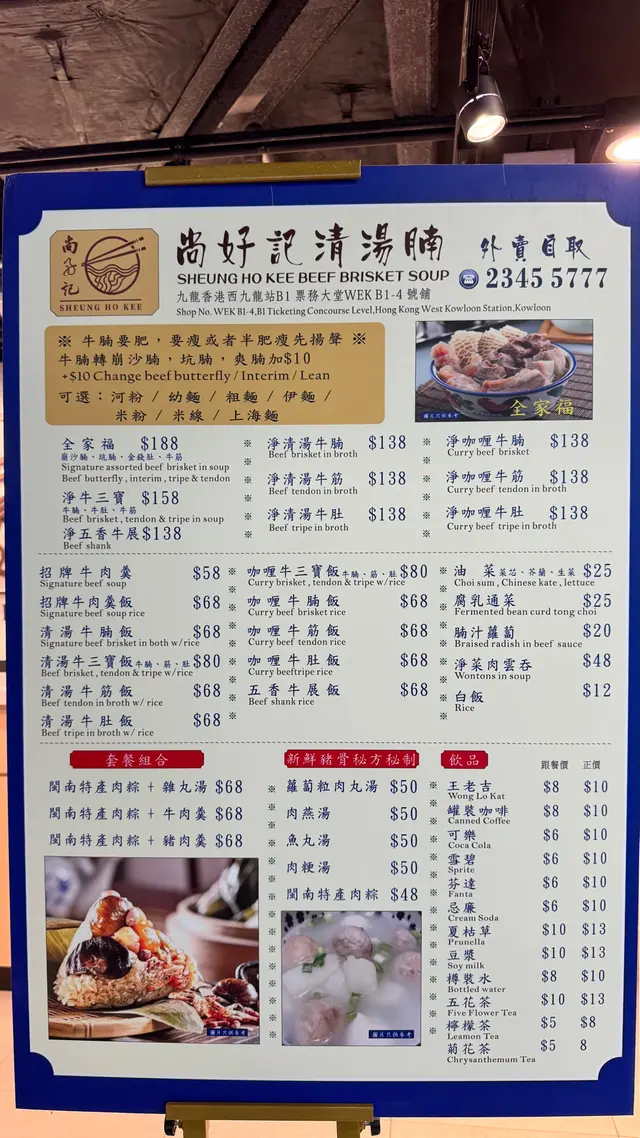 尚好記
SHEUNG HO KEE
尚好記清湯腩
外賣自取
SHEUNG HO KEE BEEF BRISKET SOUP
2345 5777
九龍香港西九龍站B1 票務大堂WEK B1-4 號鋪
Shop No. WEK B1-4,B1 Ticketing Concourse Level,Hong Kong West Kowloon Station,Kowloon
※ 牛腩要肥，要瘦或者半肥瘦先揚聲 ※
牛腩轉崩沙腩，坑腩，爽腩加$10
+$10 Change beef butterfly / Interim / Lean
可選：河粉 / 幼麵 / 粗麵 / 伊麵 /
米粉 / 米線 / 上海麵
圖片只供參考
全家福
全家福 $188
崩沙腩、坑腩、金錢肚、牛筋
Signature assorted beef brisket in soup
Beef butterfly , interim , tripe & tendon
淨牛三寶 $158
牛腩、牛肚、牛筋
Beef brisket , tendon & tripe in soup
淨五香牛展 $138
Beef shank
淨清湯牛腩 $138
Beef brisket in broth
淨清湯牛筋 $138
Beef tendon in broth
淨清湯牛肚 $138
Beef tripe in broth
淨咖喱牛腩 $138
Curry beef brisket
淨咖喱牛筋 $138
Curry beef tendon in broth
淨咖喱牛肚 $138
Curry beef tripe in broth
招牌牛肉羹 $58
Signature beef soup
招牌牛肉羹飯 $68
Signature beef soup rice
清湯牛腩飯 $68
Signature beef brisket in both w/rice
清湯牛三寶飯 牛腩、筋、肚 $80
Beef brisket , tendon & tripe w/rice
清湯牛筋飯 $68
Beef tendon in broth w/ rice
清湯牛肚飯 $68
Beef tripe in broth w/ rice
咖喱牛三寶飯 牛腩、筋、肚 $80
Curry brisket , tendon & tripe w/rice
咖喱牛腩飯 $68
Curry beef brisket rice
咖喱牛筋飯 $68
Curry beef tendon rice
咖喱牛肚飯 $68
Curry beeftripe rice
五香牛展飯 $68
Beef shank rice
油菜 菜芯、芥蘭、生菜 $25
Choi sum , Chinese kate , lettuce
腐乳通菜 $25
Fermented bean curd tong choi
腩汁蘿蔔 $20
Braised radish in beef sauce
淨菜肉雲吞 $48
Wontons in soup
白飯 $12
Rice
套餐組合
閩南特產肉粽 + 雜丸湯 $68
閩南特產肉粽 + 牛肉羹 $68
閩南特產肉粽 + 豬肉羹 $68
圖片只供參考
新鮮豬骨秘方秘制
蘿蔔粒肉丸湯 $50
肉燕湯 $50
魚丸湯 $50
肉粳湯 $50
閩南特產肉粽 $48
圖片只供參考
飲品 跟餐價 正價
王老吉 $8 $10
Wong Lo Kat
罐裝咖啡 $8 $10
Canned Coffee
可樂 $6 $10
Coca Cola
雪碧 $6 $10
Sprite
芬達 $6 $10
Fanta
忌廉 $6 $10
Cream Soda
夏枯草 $10 $13
Prunella
豆漿 $10 $13
Soy milk
樽裝水 $8 $10
Bottled water
五花茶 $10 $13
Five Flower Tea
檸檬茶 $5 $8
Leamon Tea
菊花茶 $5 8
Chrysanthemum Tea